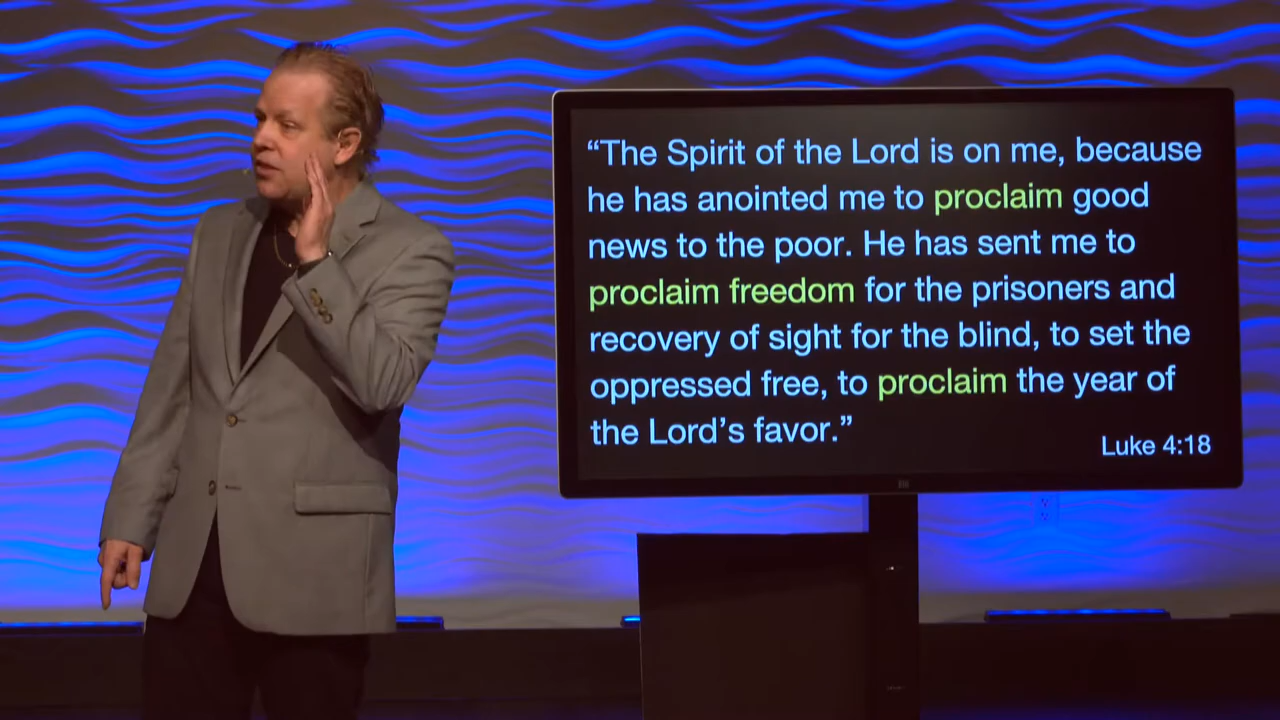 “The Spirit of the Lord is on me, because
he has anointed me to proclaim good
news to the poor. He has sent me to
proclaim freedom for the prisoners and
recovery of sight for the blind, to set the
oppressed free, to proclaim the year of
the Lord’s favor.”
Luke 4:18